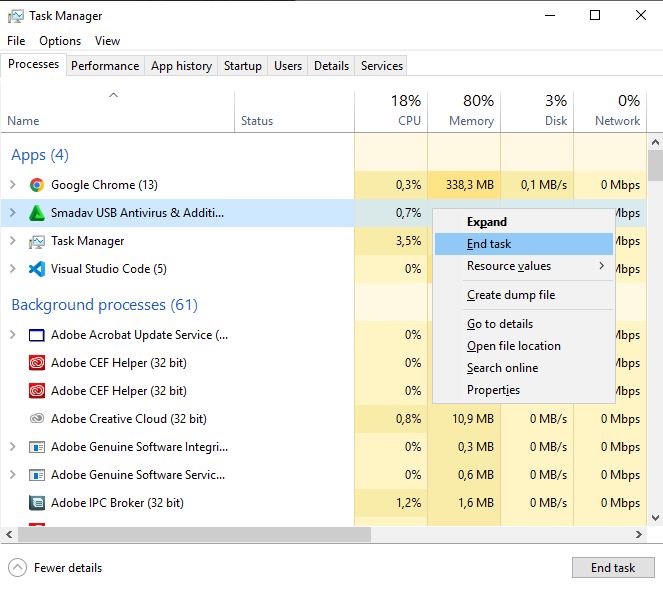 Task Manager
File Options View
Processes Performance App history Startup Users Details Services
18% 80% 3% 0%
Name Status CPU Memory Disk Network
Apps (4)
Google Chrome (13) 0,3% 338,3 MB 0,1 MB/s 0 Mbps
Smadav USB Antivirus & Additi... 0,7% Mbps
Task Manager 3,5% Mbps
Visual Studio Code (5) 0% Mbps
Expand
End task
Resource values
Create dump file
Go to details
Open file location
Search online
Properties
Background processes (61)
Adobe Acrobat Update Service (... 0% Mbps
Adobe CEF Helper (32 bit) 0% Mbps
Adobe CEF Helper (32 bit) 0% Mbps
Adobe Creative Cloud (32 bit) 0,8% 10,9 MB 0 MB/s 0 Mbps
Adobe Genuine Software Integri... 0% 0,3 MB 0 MB/s 0 Mbps
Adobe Genuine Software Servic... 0% 0,6 MB 0 MB/s 0 Mbps
Adobe IPC Broker (32 bit) 1,2% 1,6 MB 0 MB/s 0 Mbps
Fewer details
End task